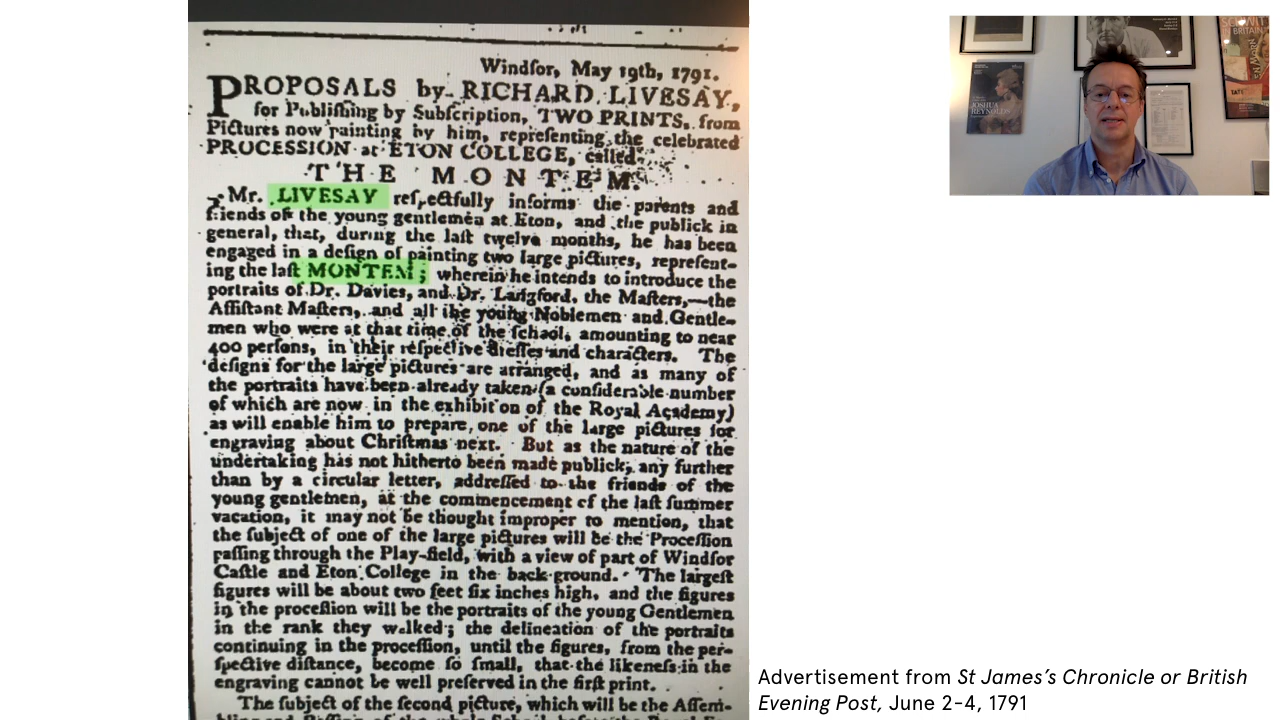 Windſor, May 19th, 1791.
PROPOSALS by RICHARD LIVESAY,
for Publiſhing by Subſcription, TWO PRINTS, from
Pictures now painting by him, repreſenting the celebrated
PROCESSION at ETON COLLEGE, called
THE MONTEM.
Mr. LIVESAY reſpectfully informs the parents and
friends of the young gentlemen at Eton, and the publick in
general, that, during the laſt twelve months, he has been
engaged in a deſign of painting two large pictures, repreſent-
ing the laſt MONTEM; wherein he intends to introduce the
portraits of Dr. Davies, and Dr. Langford, the Maſters,—the
Aſſiſtant Maſters, and all the young Noblemen and Gentle-
men who were at that time of the ſchool, amounting to near
400 perſons, in their reſpective dreſſes and characters. The
deſigns for the large pictures are arranged, and as many of
the portraits have been already taken (a conſiderable number
of which are now in the exhibition of the Royal Academy)
as will enable him to prepare, one of the large pictures for
engraving about Chriſtmas next. But as the nature of the
undertaking has not hitherto been made publick, any further
than by a circular letter, addreſſed to the friends of the
young gentlemen, at the commencement of the laſt ſummer
vacation, it may not be thought improper to mention, that
the ſubject of one of the large pictures will be the Proceſſion
paſſing through the Play-field, with a view of part of Windſor
Caſtle and Eton College in the back-ground. The largeſt
figures will be about two feet ſix inches high, and the figures
in the proceſſion will be the portraits of the young Gentlemen
in the rank they walked; the delineation of the portraits
continuing in the proceſſion, until the figures, from the per-
ſpective diſtance, become ſo ſmall, that the likeneſs in the
engraving cannot be well preſerved in the firſt print.
The ſubject of the ſecond picture, which will be the Aſſem-
JOSHUA
REYNOLDS
IN BRITAIN
Advertisement from St James's Chronicle or British
Evening Post, June 2-4, 1791